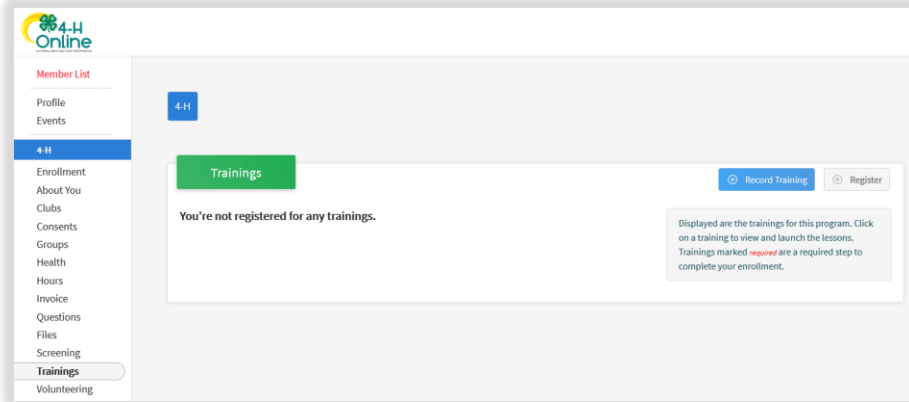 4-H
Online
Member List
Profile
Events
4-H
Enrollment
About You
Clubs
Consents
Groups
Health
Hours
Invoice
Questions
Files
Screening
Trainings
Volunteering
4-H
Trainings
Record Training
Register
You're not registered for any trainings.
Displayed are the trainings for this program. Click
on a training to view and launch the lessons.
Trainings marked required are a required step to
complete your enrollment.